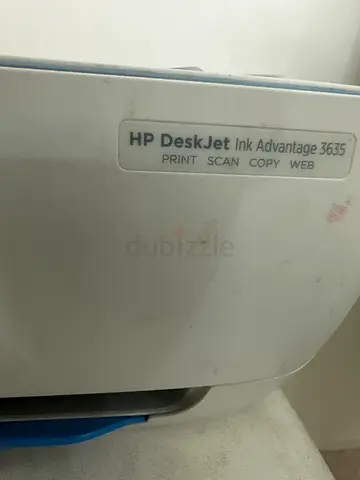 HP DeskJet Ink Advantage 3635
PRINT SCAN COPY WEB
dubizzle